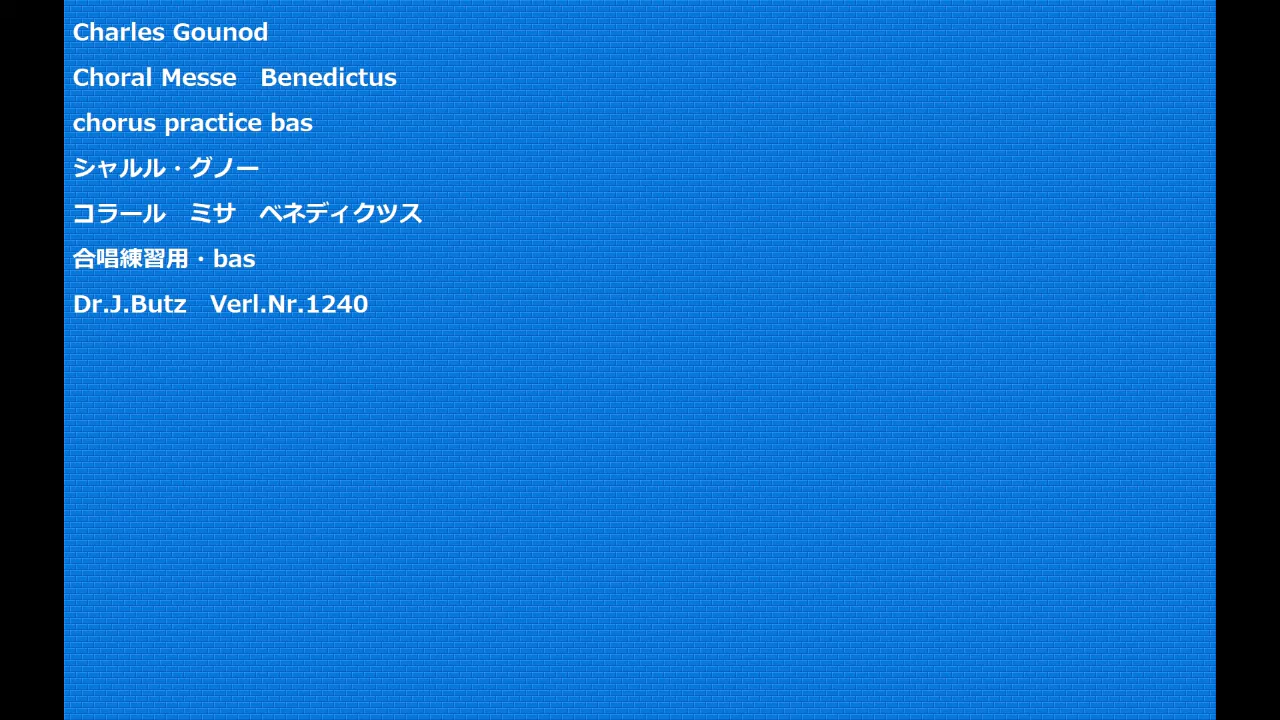 Charles Gounod
Choral Messe　Benedictus
chorus practice bas
シャルル・グノー
コラール　ミサ　ベネディクツス
合唱練習用・bas
Dr.J.Butz　Verl.Nr.1240